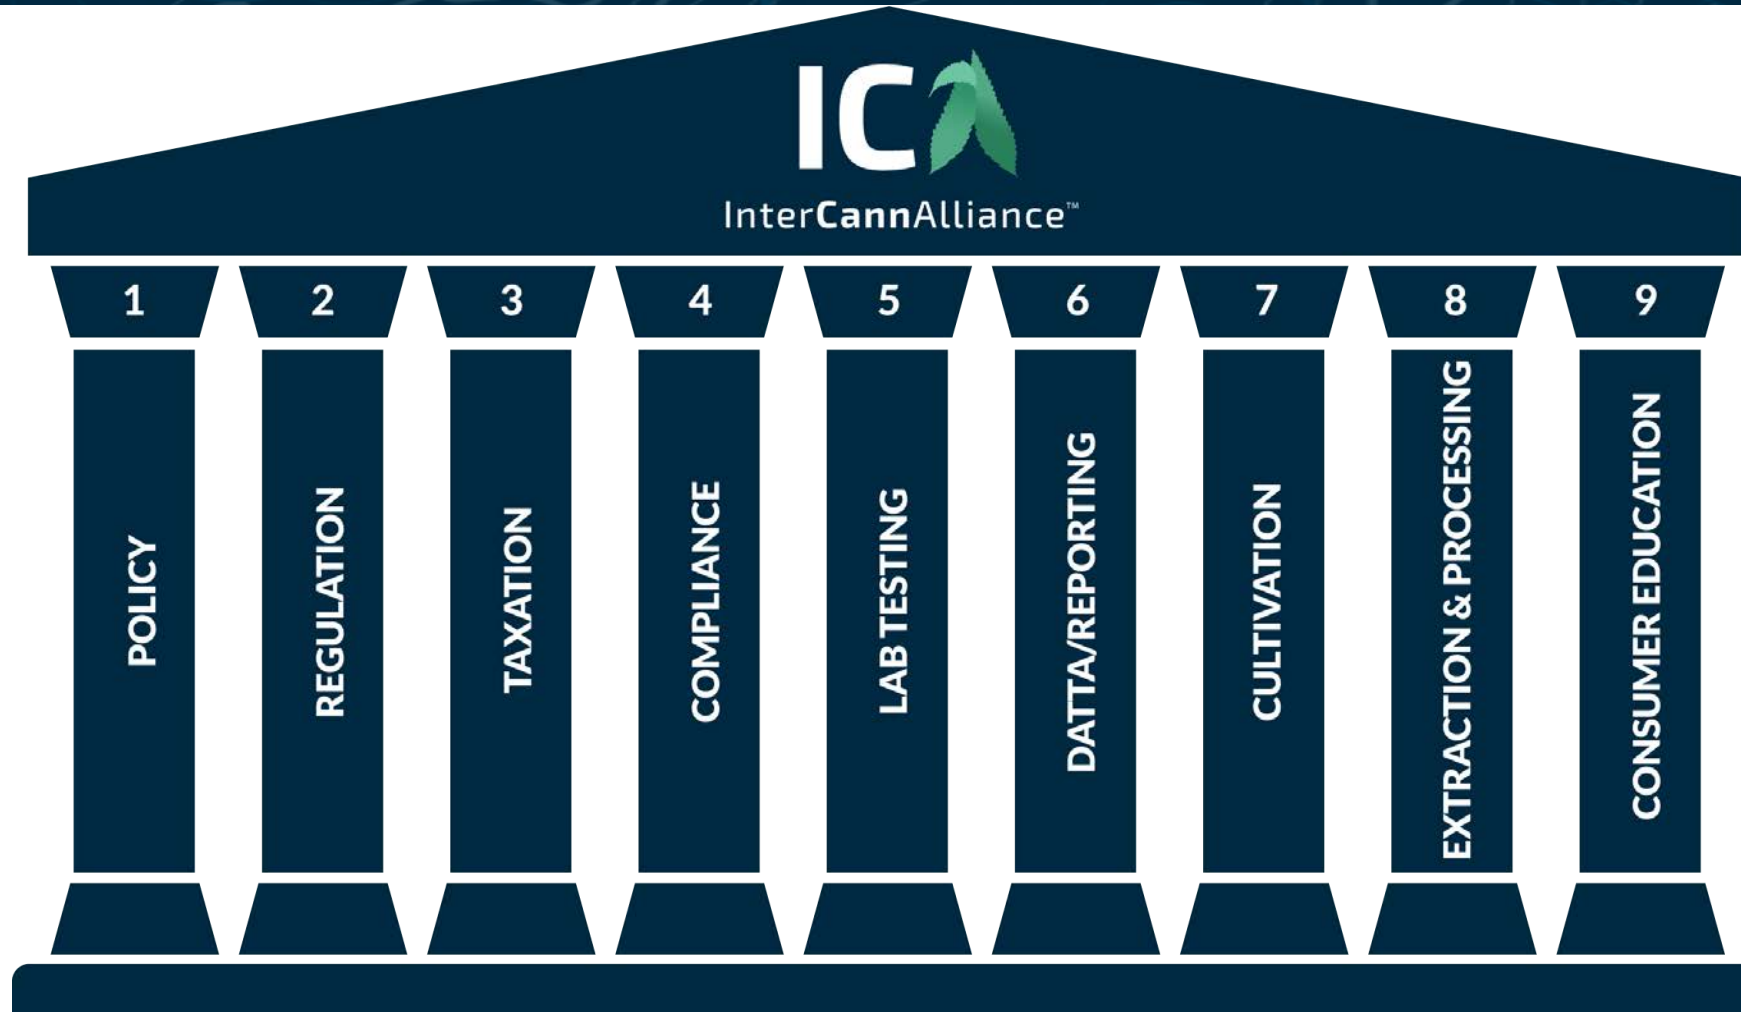 IC
InterCannAlliance™
1
2
3
4
5
6
7
8
9
POLICY
REGULATION
TAXATION
COMPLIANCE
LAB TESTING
DATTA/REPORTING
CULTIVATION
EXTRACTION & PROCESSING
CONSUMER EDUCATION